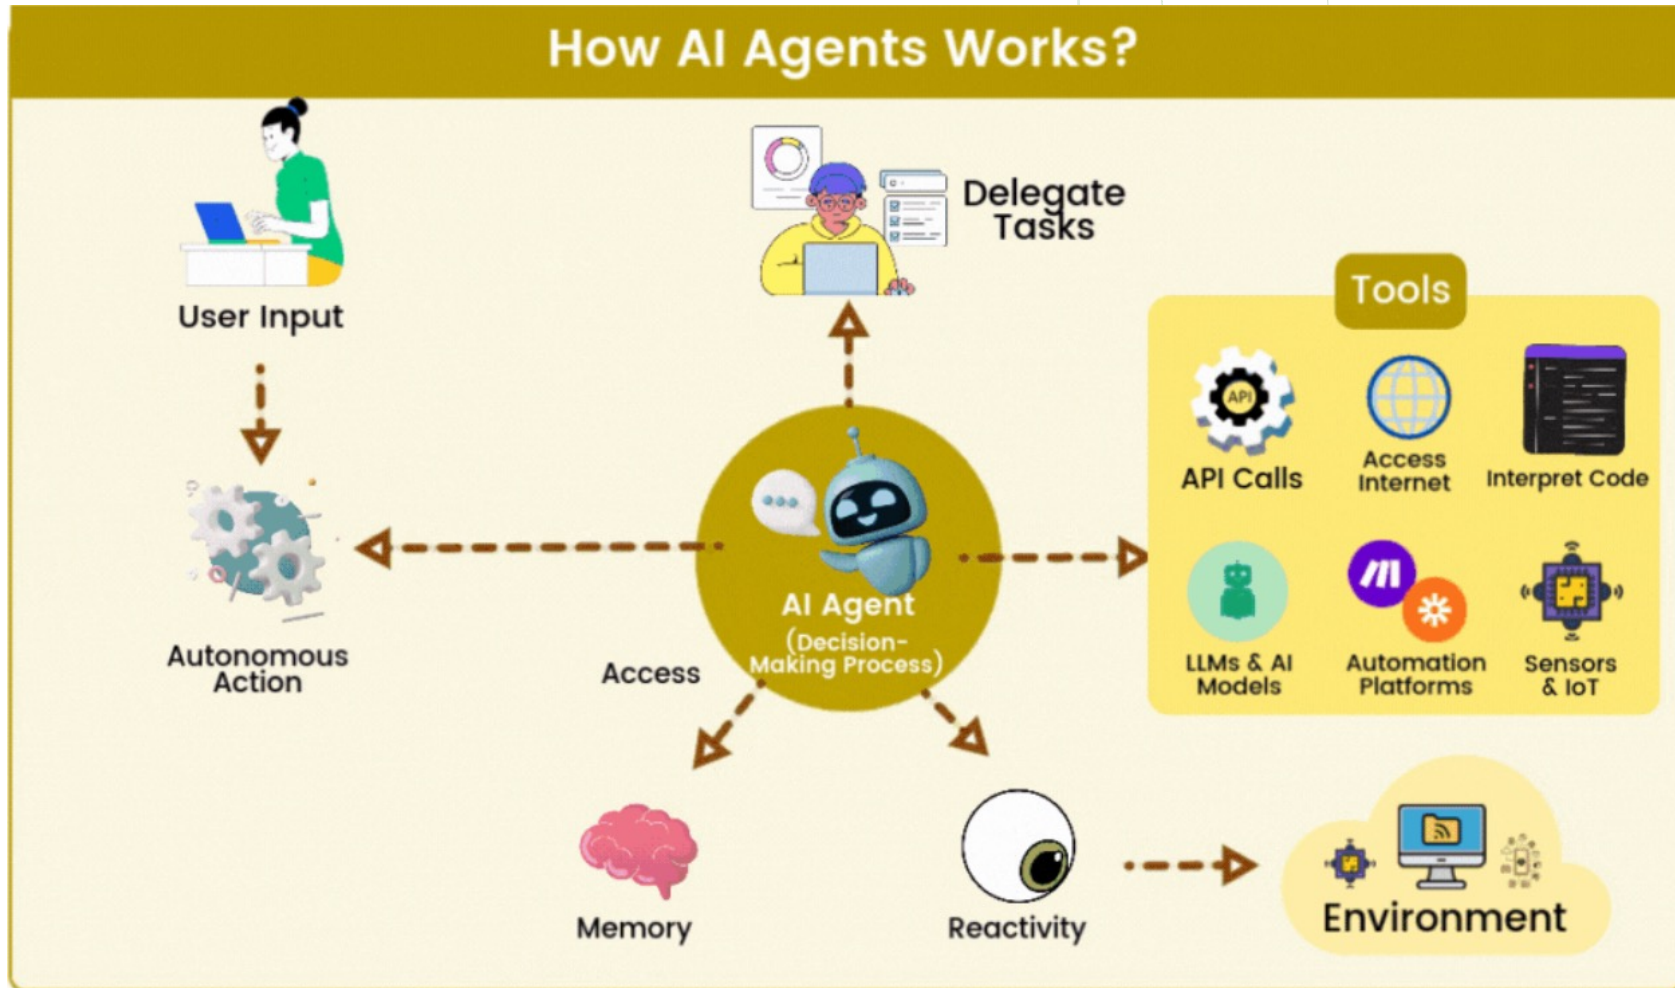 How AI Agents Works?
User Input
Delegate
Tasks
Tools
API
API Calls
Access
Internet
Interpret Code
LLMs & AI
Models
Automation
Platforms
Sensors
& IoT
AI Agent
(Decision-
Making Process)
Autonomous
Action
Access
Memory
Reactivity
Environment